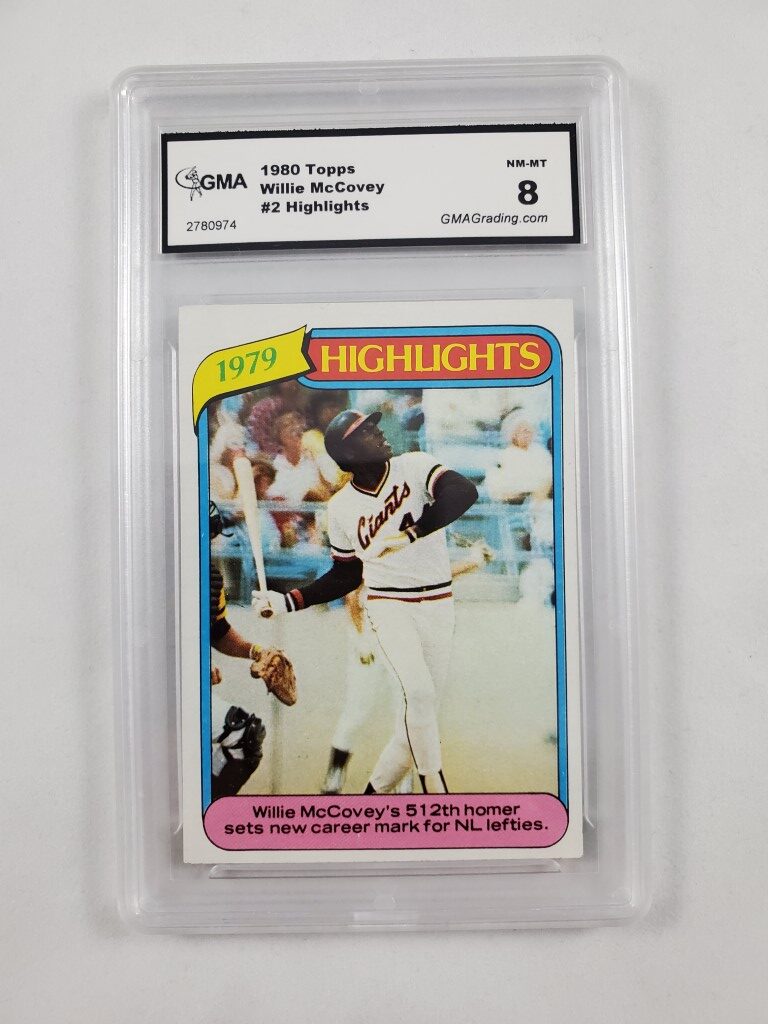 GMA
1980 Topps
Willie McCovey
#2 Highlights
2780974
NM-MT
8
GMAGrading.com
1979
HIGHLIGHTS
Giants
Willie McCovey's 512th homer
sets new career mark for NL lefties.